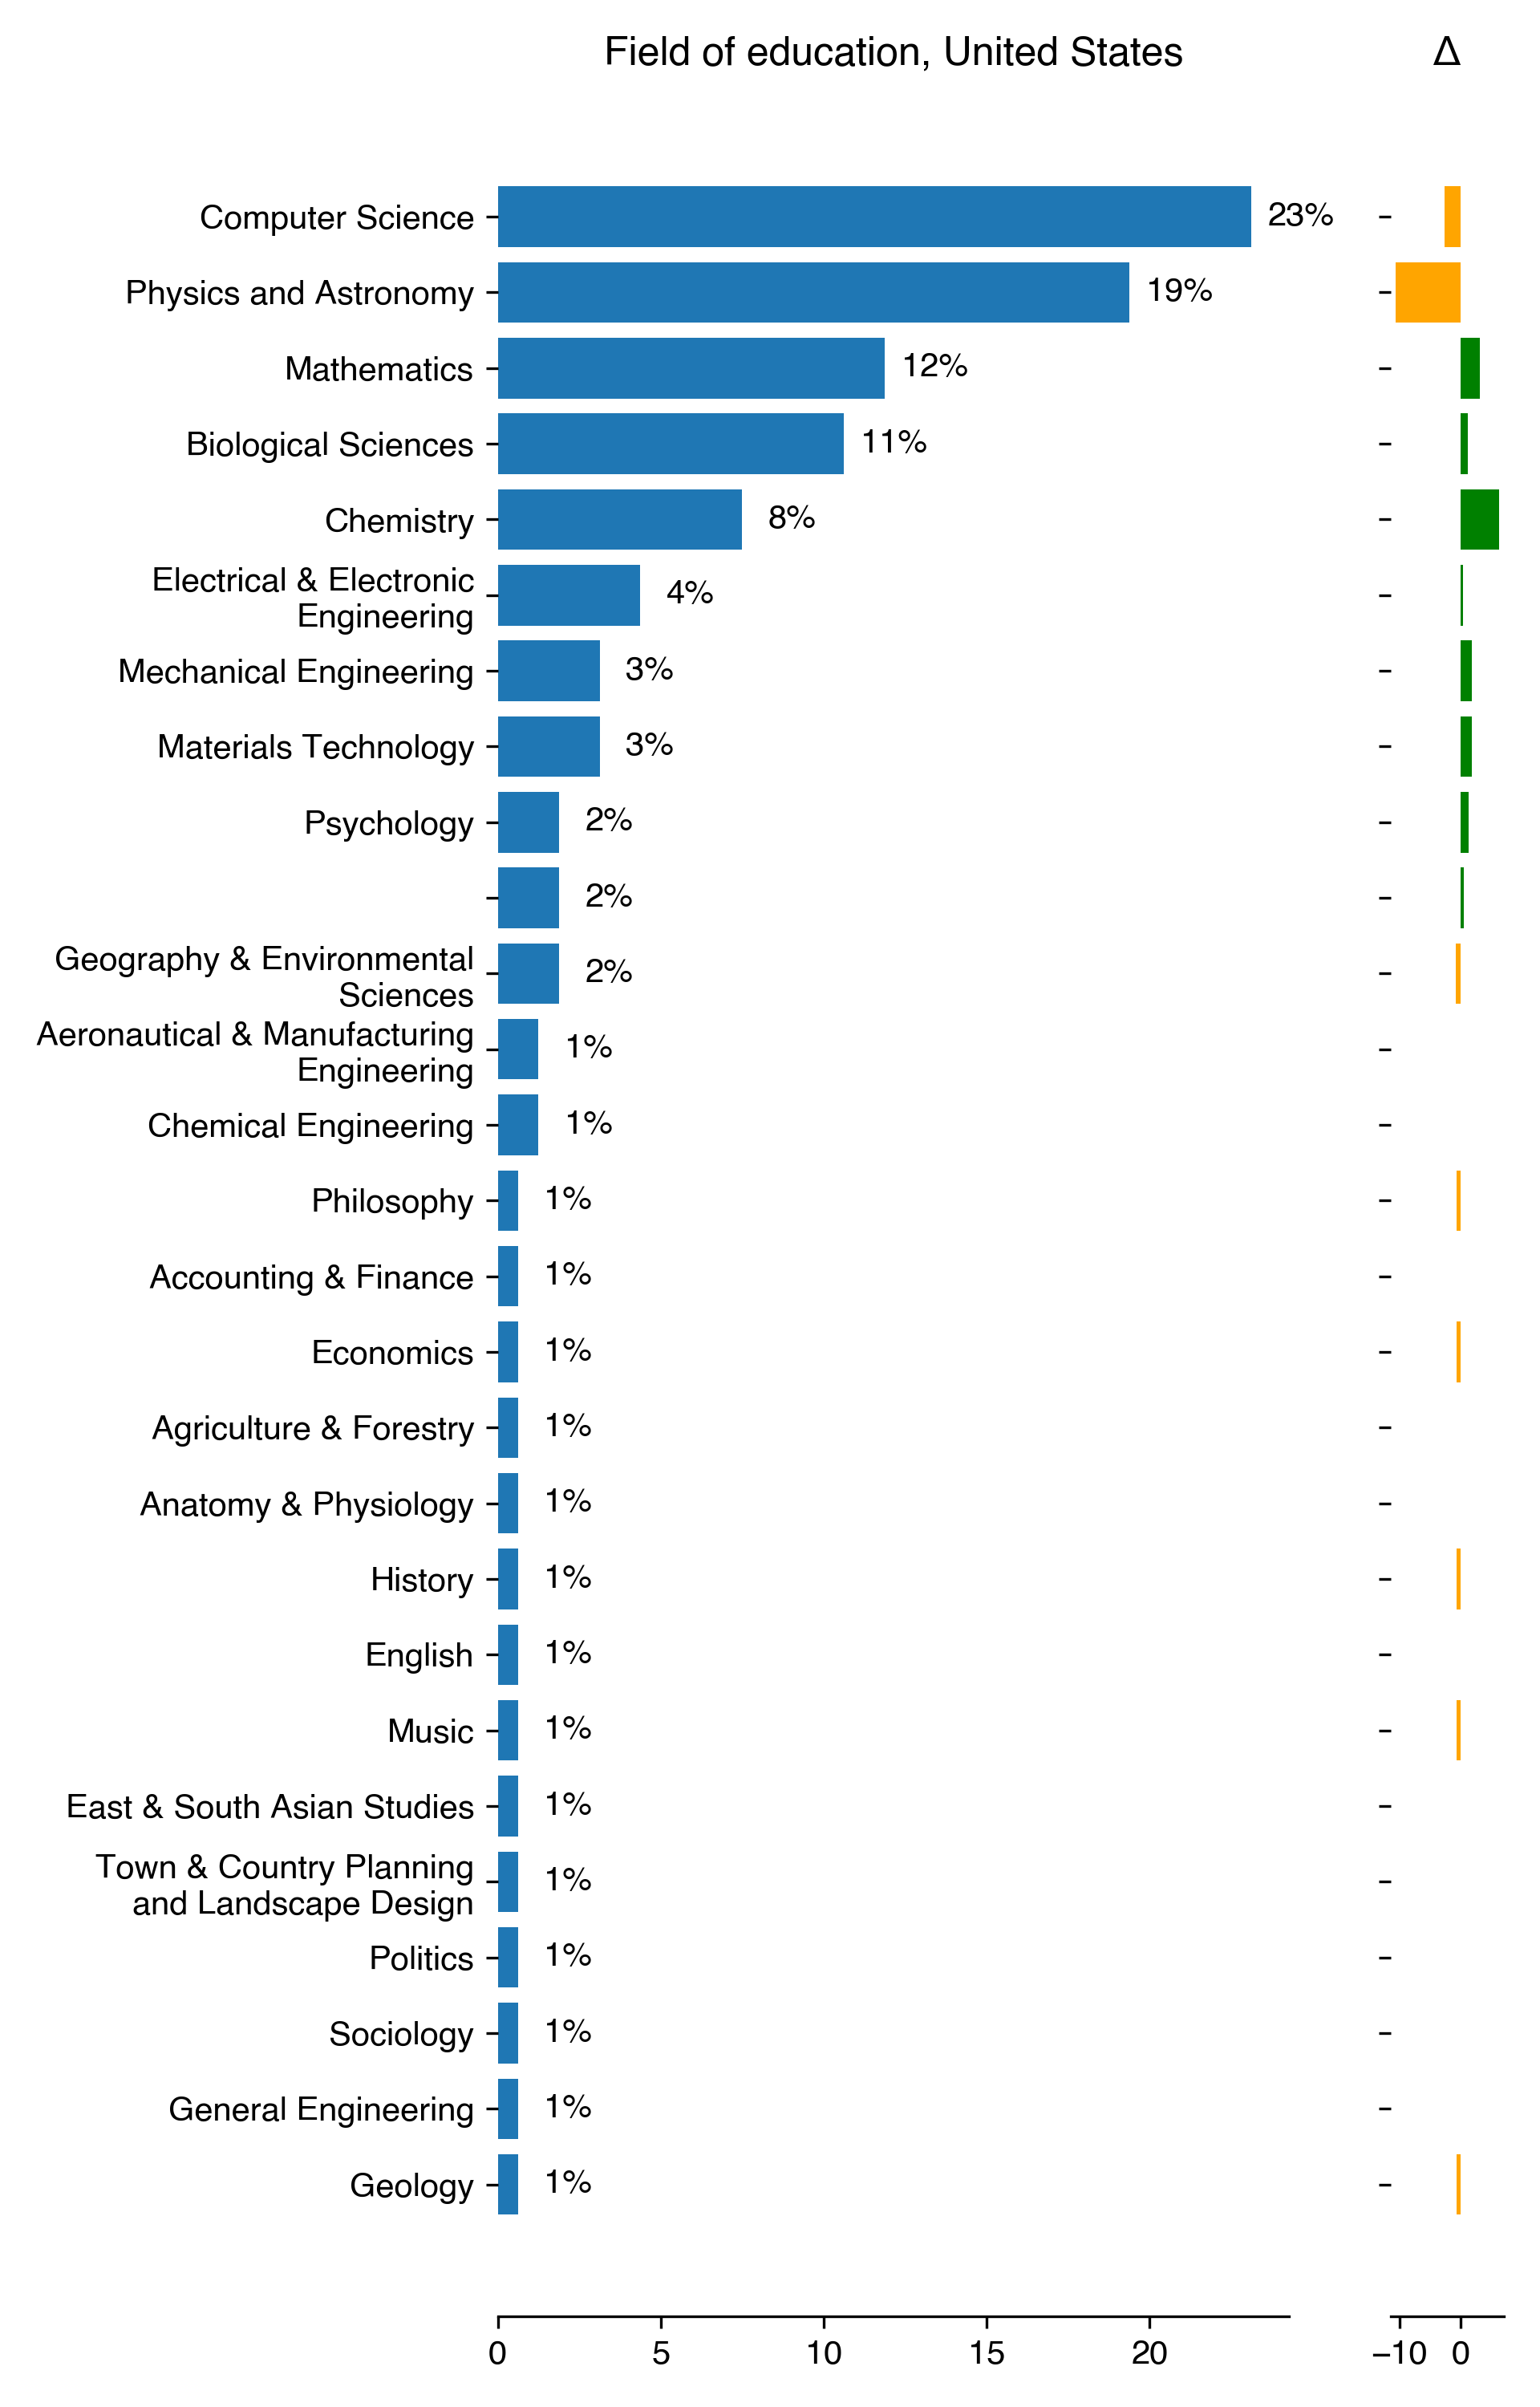 Field of education, United States Δ
Computer Science 23%
Physics and Astronomy 19%
Mathematics 12%
Biological Sciences 11%
Chemistry 8%
Electrical & Electronic
Engineering 4%
Mechanical Engineering 3%
Materials Technology 3%
Psychology 2%
2%
Geography & Environmental
Sciences 2%
Aeronautical & Manufacturing
Engineering 1%
Chemical Engineering 1%
Philosophy 1%
Accounting & Finance 1%
Economics 1%
Agriculture & Forestry 1%
Anatomy & Physiology 1%
History 1%
English 1%
Music 1%
East & South Asian Studies 1%
Town & Country Planning
and Landscape Design 1%
Politics 1%
Sociology 1%
General Engineering 1%
Geology 1%
0 5 10 15 20 −10 0